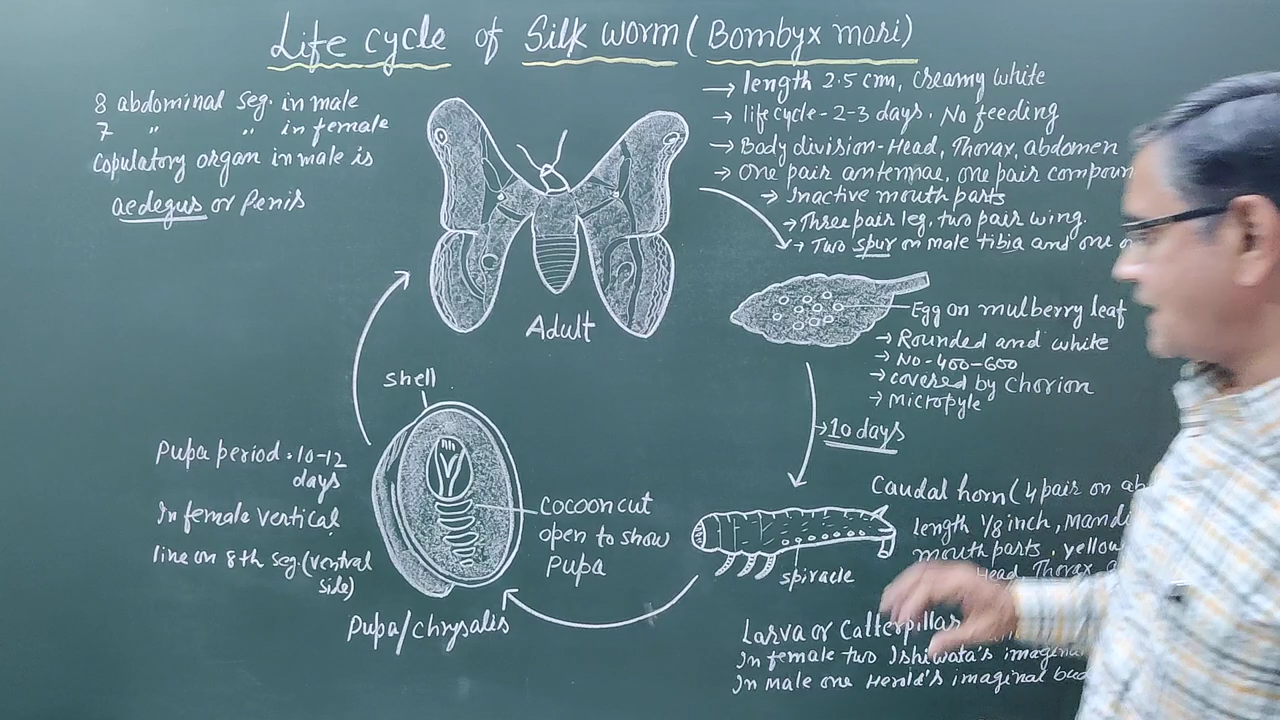 Life cycle of Silk worm (Bombyx mori)
8 abdominal seg. in male
7 " " in female
Copulatory organ in male is
aedegus or Penis
→ length 2.5 cm, Creamy white
→ life cycle - 2-3 days. No feeding
→ Body division - Head, Thorax, abdomen
→ One pair antennae, one pair compoun
→ Inactive mouth parts
→ Three pair leg, two pair wing.
→ Two spur on male tibia and one
Adult
Egg on mulberry leaf
→ Rounded and white
→ No - 400-600
→ covered by Chorion
→ Micropyle
→ 10 days
shell
Pupa period · 10-12
days
In female vertical
line on 8th seg. (ventral
side)
cocoon cut
open to show
Pupa
Pupa/chrysalis
Caudal horn (4 pair on ab
length 1/8 inch, Mandi
mouth parts, yellow
Head, Thorax
spiracle
Larva or Catterpillar
In female two Ishiwata's imagina
In Male one Herold's imaginal bud